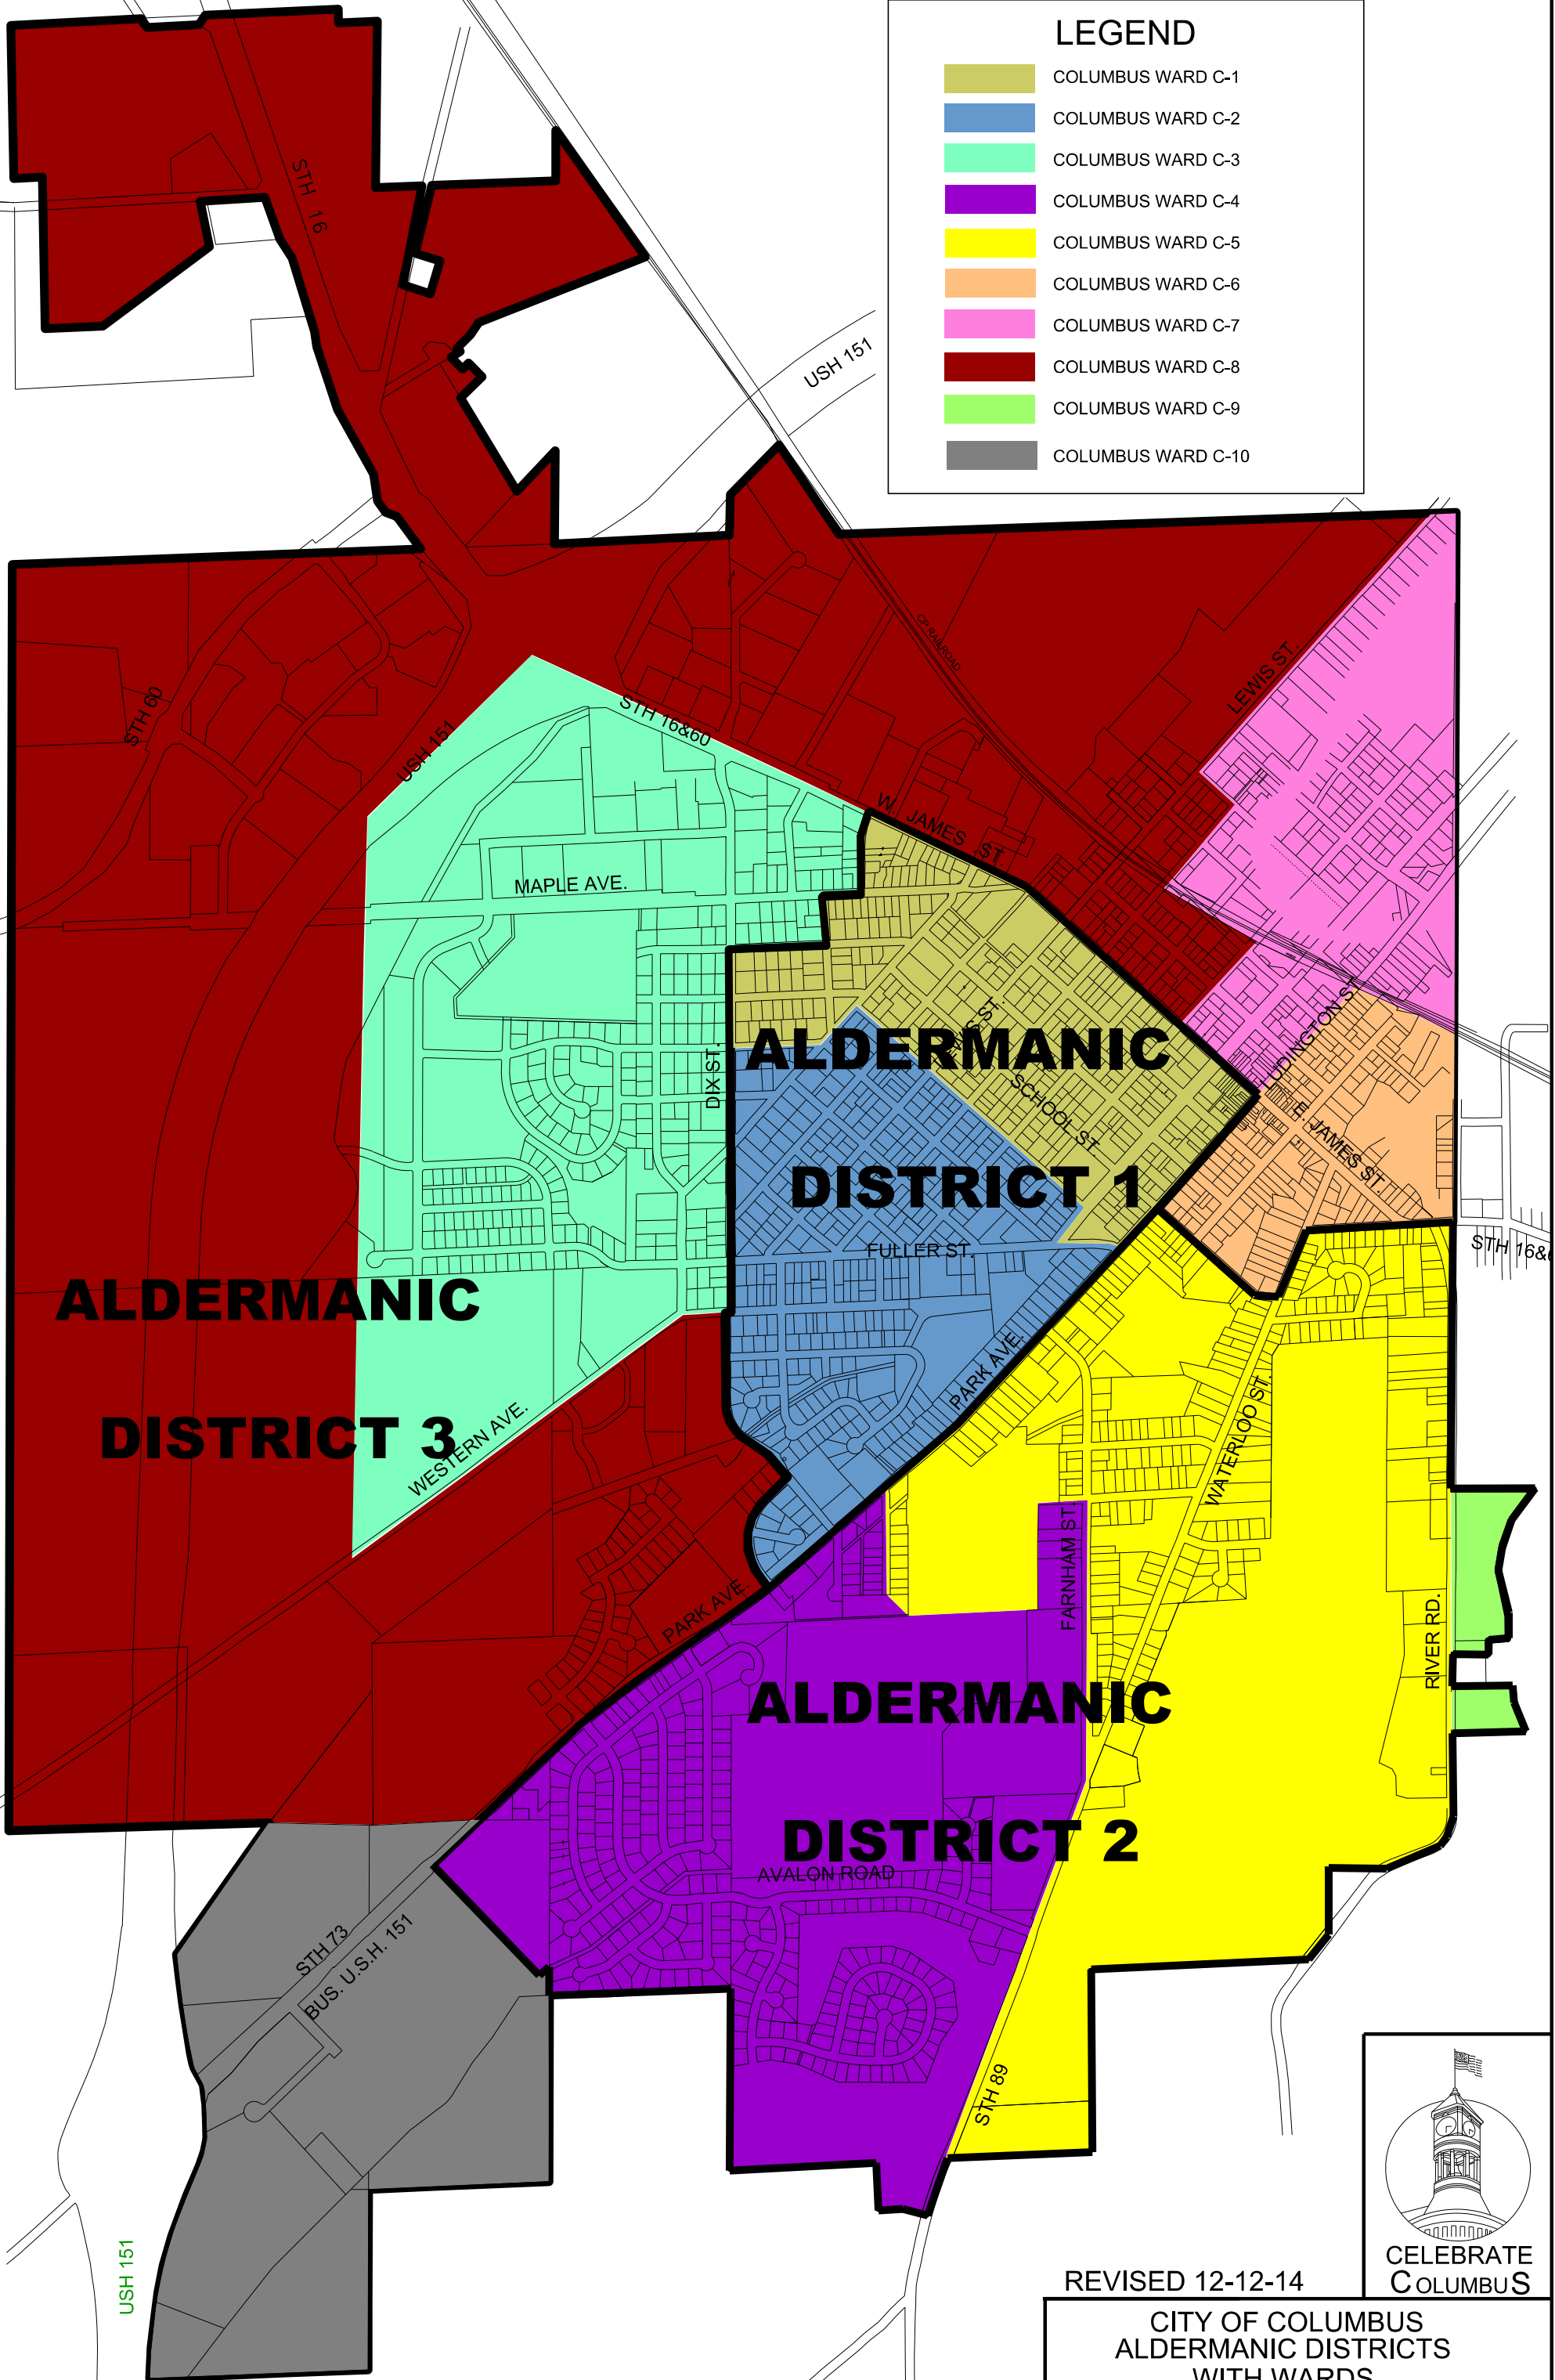 LEGEND
COLUMBUS WARD C-1
COLUMBUS WARD C-2
COLUMBUS WARD C-3
COLUMBUS WARD C-4
COLUMBUS WARD C-5
COLUMBUS WARD C-6
COLUMBUS WARD C-7
COLUMBUS WARD C-8
COLUMBUS WARD C-9
COLUMBUS WARD C-10
STH 16
USH 151
CP RAILROAD
LEWIS ST.
STH 60
USH 151
STH 16&60
W. JAMES ST.
MAPLE AVE.
LUDINGTON ST.
DIX ST.
ALDERMANIC
DISTRICT 1
SCHOOL ST.
E. JAMES ST.
FULLER ST.
STH 16&6
ALDERMANIC
DISTRICT 3
WESTERN AVE.
PARK AVE.
WATERLOO ST.
FARNHAM ST.
PARK AVE.
RIVER RD.
ALDERMANIC
DISTRICT 2
AVALON ROAD
STH 73
BUS. U.S.H. 151
STH 89
USH 151
CELEBRATE
COLUMBUS
REVISED 12-12-14
CITY OF COLUMBUS
ALDERMANIC DISTRICTS
WITH WARDS